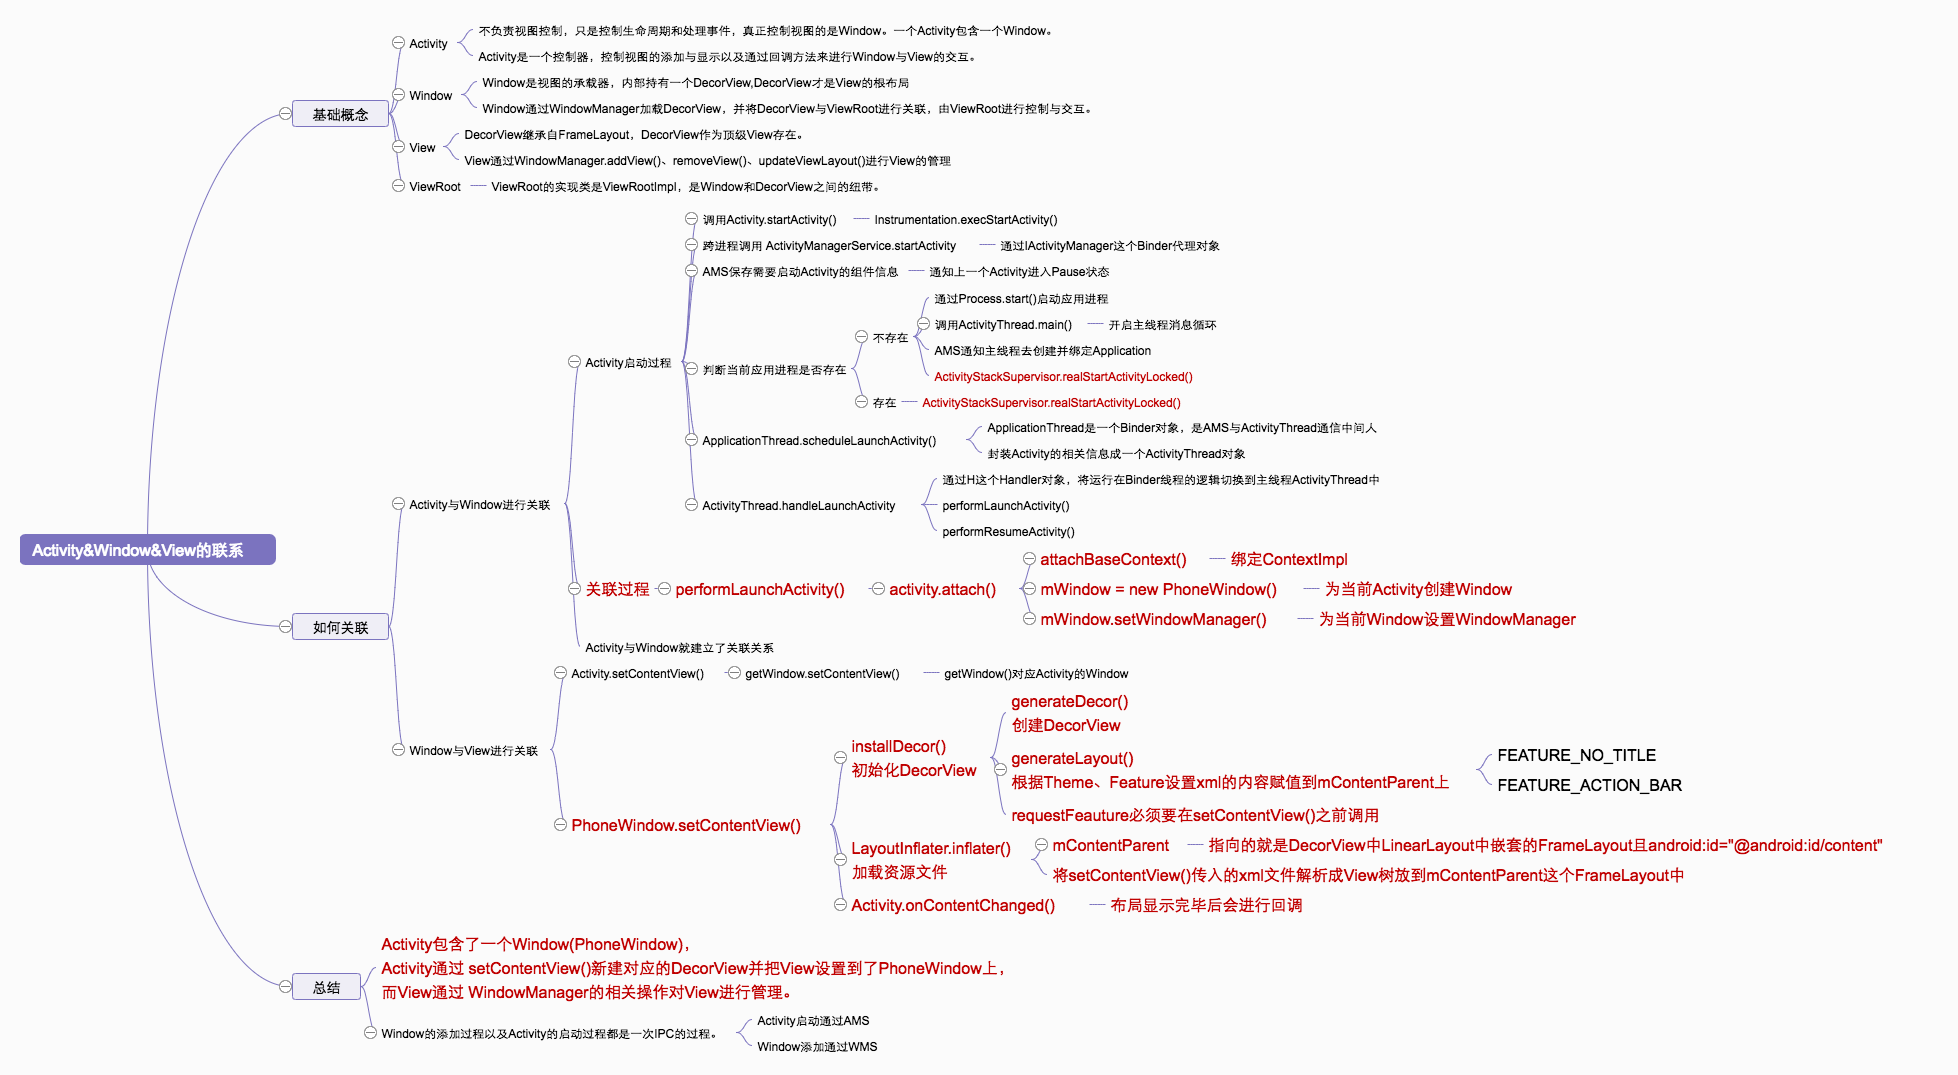 Activity&Window&View的联系
基础概念
Activity
不负责视图控制，只是控制生命周期和处理事件，真正控制视图的是Window。一个Activity包含一个Window。
Activity是一个控制器，控制视图的添加与显示以及通过回调方法来进行Window与View的交互。
Window
Window是视图的承载器，内部持有一个DecorView,DecorView才是View的根布局
Window通过WindowManager加载DecorView，并将DecorView与ViewRoot进行关联，由ViewRoot进行控制与交互。
View
DecorView继承自FrameLayout，DecorView作为顶级View存在。
View通过WindowManager.addView()、removeView()、updateViewLayout()进行View的管理
ViewRoot
ViewRoot的实现类是ViewRootImpl，是Window和DecorView之间的纽带。
如何关联
Activity与Window进行关联
Activity启动过程
调用Activity.startActivity()
Instrumentation.execStartActivity()
跨进程调用 ActivityManagerService.startActivity
通过IActivityManager这个Binder代理对象
AMS保存需要启动Activity的组件信息
通知上一个Activity进入Pause状态
判断当前应用进程是否存在
不存在
通过Process.start()启动应用进程
调用ActivityThread.main()
开启主线程消息循环
AMS通知主线程去创建并绑定Application
ActivityStackSupervisor.realStartActivityLocked()
存在
ActivityStackSupervisor.realStartActivityLocked()
ApplicationThread.scheduleLaunchActivity()
ApplicationThread是一个Binder对象，是AMS与ActivityThread通信中间人
封装Activity的相关信息成一个ActivityThread对象
ActivityThread.handleLaunchActivity
通过H这个Handler对象，将运行在Binder线程的逻辑切换到主线程ActivityThread中
performLaunchActivity()
performResumeActivity()
关联过程
performLaunchActivity()
activity.attach()
attachBaseContext()
绑定ContextImpl
mWindow = new PhoneWindow()
为当前Activity创建Window
mWindow.setWindowManager()
为当前Window设置WindowManager
Activity与Window就建立了关联关系
Window与View进行关联
Activity.setContentView()
getWindow.setContentView()
getWindow()对应Activity的Window
PhoneWindow.setContentView()
installDecor()
初始化DecorView
generateDecor()
创建DecorView
generateLayout()
根据Theme、Feature设置xml的内容赋值到mContentParent上
FEATURE_NO_TITLE
FEATURE_ACTION_BAR
requestFeauture必须要在setContentView()之前调用
LayoutInflater.inflater()
加载资源文件
mContentParent
指向的就是DecorView中LinearLayout中嵌套的FrameLayout且android:id="@android:id/content"
将setContentView()传入的xml文件解析成View树放到mContentParent这个FrameLayout中
Activity.onContentChanged()
布局显示完毕后会进行回调
总结
Activity包含了一个Window(PhoneWindow)，
Activity通过 setContentView()新建对应的DecorView并把View设置到了PhoneWindow上，
而View通过 WindowManager的相关操作对View进行管理。
Window的添加过程以及Activity的启动过程都是一次IPC的过程。
Activity启动通过AMS
Window添加通过WMS